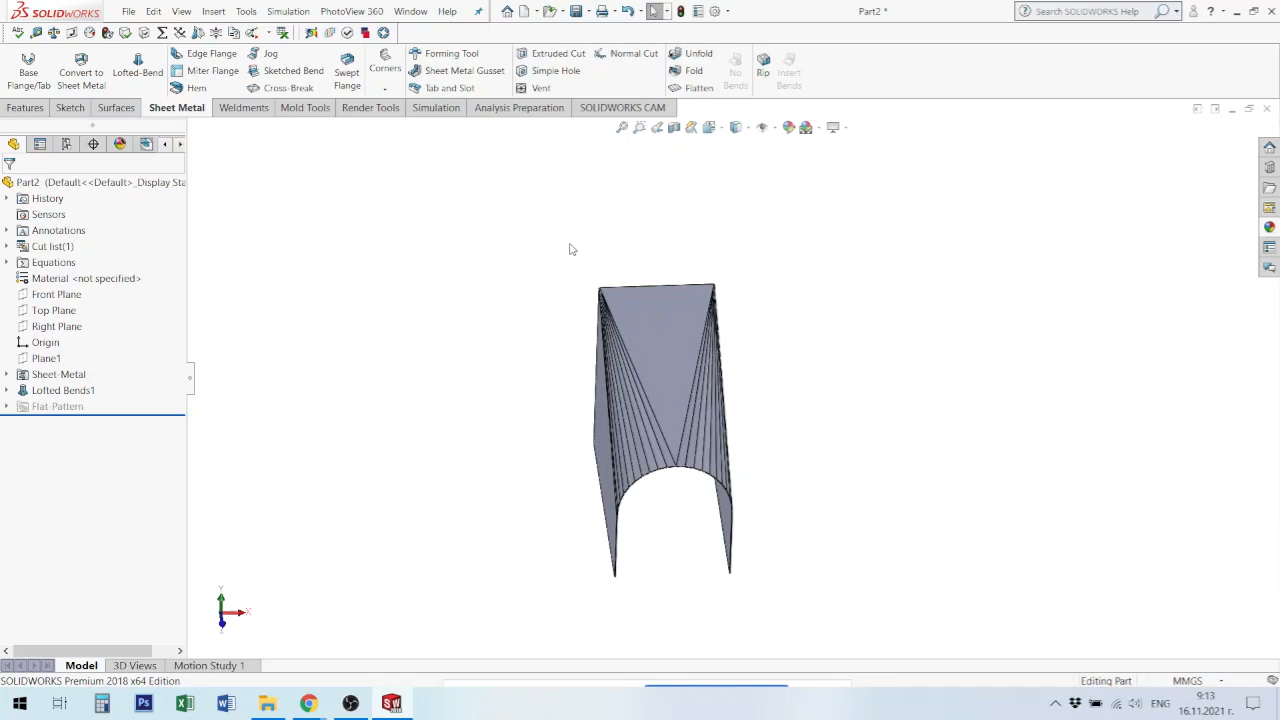 SOLIDWORKS File Edit View Insert Tools Simulation PhotoView 360 Window Help Part2 * Search SOLIDWORKS Help
Base Flange/Tab
Convert to Sheet Metal
Lofted-Bend
Edge Flange
Miter Flange
Hem
Jog
Sketched Bend
Cross-Break
Swept Flange
Corners
Forming Tool
Sheet Metal Gusset
Tab and Slot
Extruded Cut
Simple Hole
Vent
Normal Cut
Unfold
Fold
Flatten
No Bends
Rip
Insert Bends
Features Sketch Surfaces Sheet Metal Weldments Mold Tools Render Tools Simulation Analysis Preparation SOLIDWORKS CAM
Part2 (Default<<Default>_Display Sta
History
Sensors
Annotations
Cut list(1)
Equations
Material <not specified>
Front Plane
Top Plane
Right Plane
Origin
Plane1
Sheet-Metal
Lofted Bends1
Flat-Pattern
Y
X
Z
Model 3D Views Motion Study 1
SOLIDWORKS Premium 2018 x64 Edition Editing Part MMGS
ENG 9:13
16.11.2021 г.